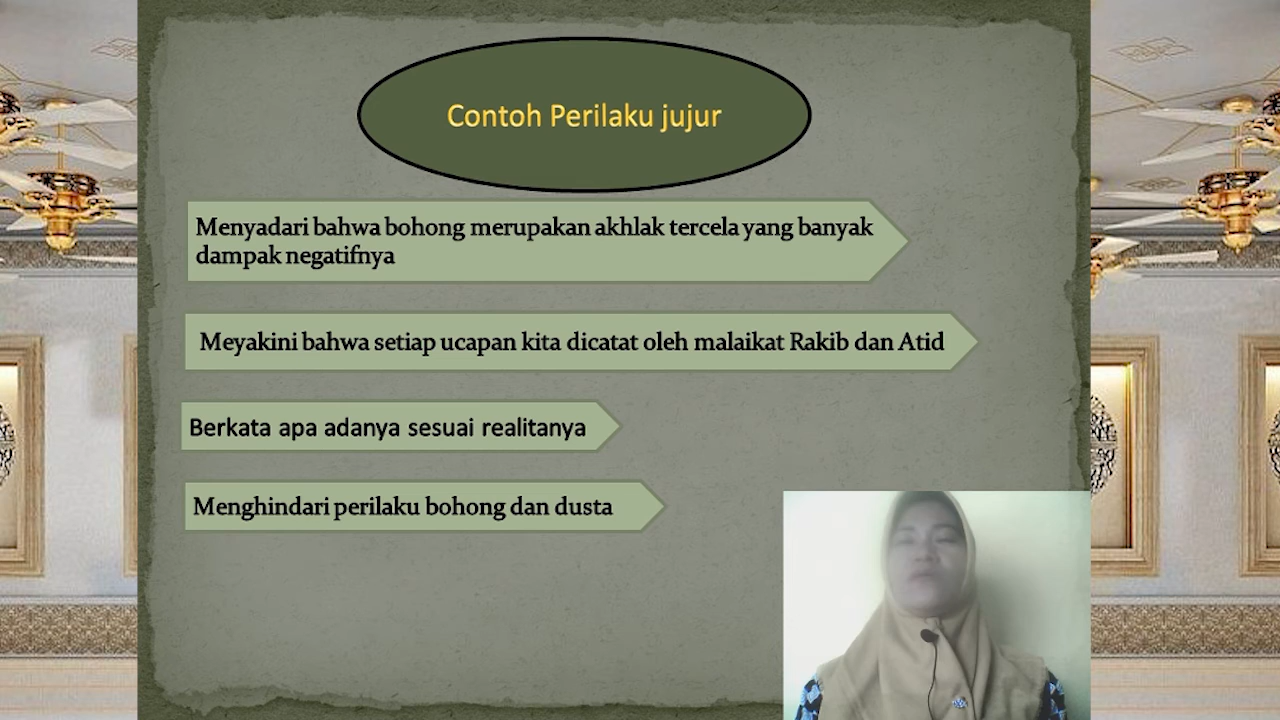 Contoh Perilaku jujur
Menyadari bahwa bohong merupakan akhlak tercela yang banyak
dampak negatifnya
Meyakini bahwa setiap ucapan kita dicatat oleh malaikat Rakib dan Atid
Berkata apa adanya sesuai realitanya
Menghindari perilaku bohong dan dusta